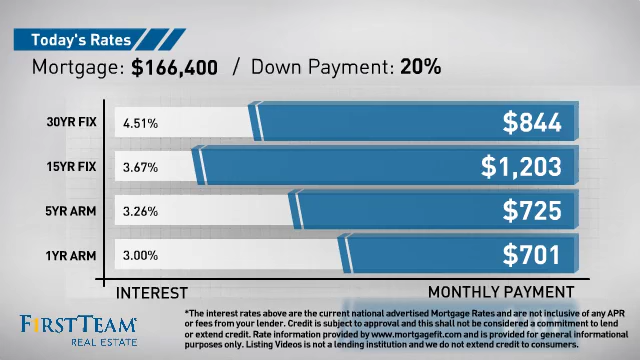 Today's Rates
Mortgage: $166,400 / Down Payment: 20%
30YR FIX 4.51% $844
15YR FIX 3.67% $1,203
5YR ARM 3.26% $725
1YR ARM 3.00% $701
INTEREST MONTHLY PAYMENT
FIRSTTEAM®
REAL ESTATE
*The interest rates above are the current national advertised Mortgage Rates and are not inclusive of any APR
or fees from your lender. Credit is subject to approval and this shall not be considered a commitment to lend
or extend credit. Rate information provided by www.mortgagefit.com and is provided for general informational
purposes only. Listing Videos is not a lending institution and we do not extend credit to consumers.